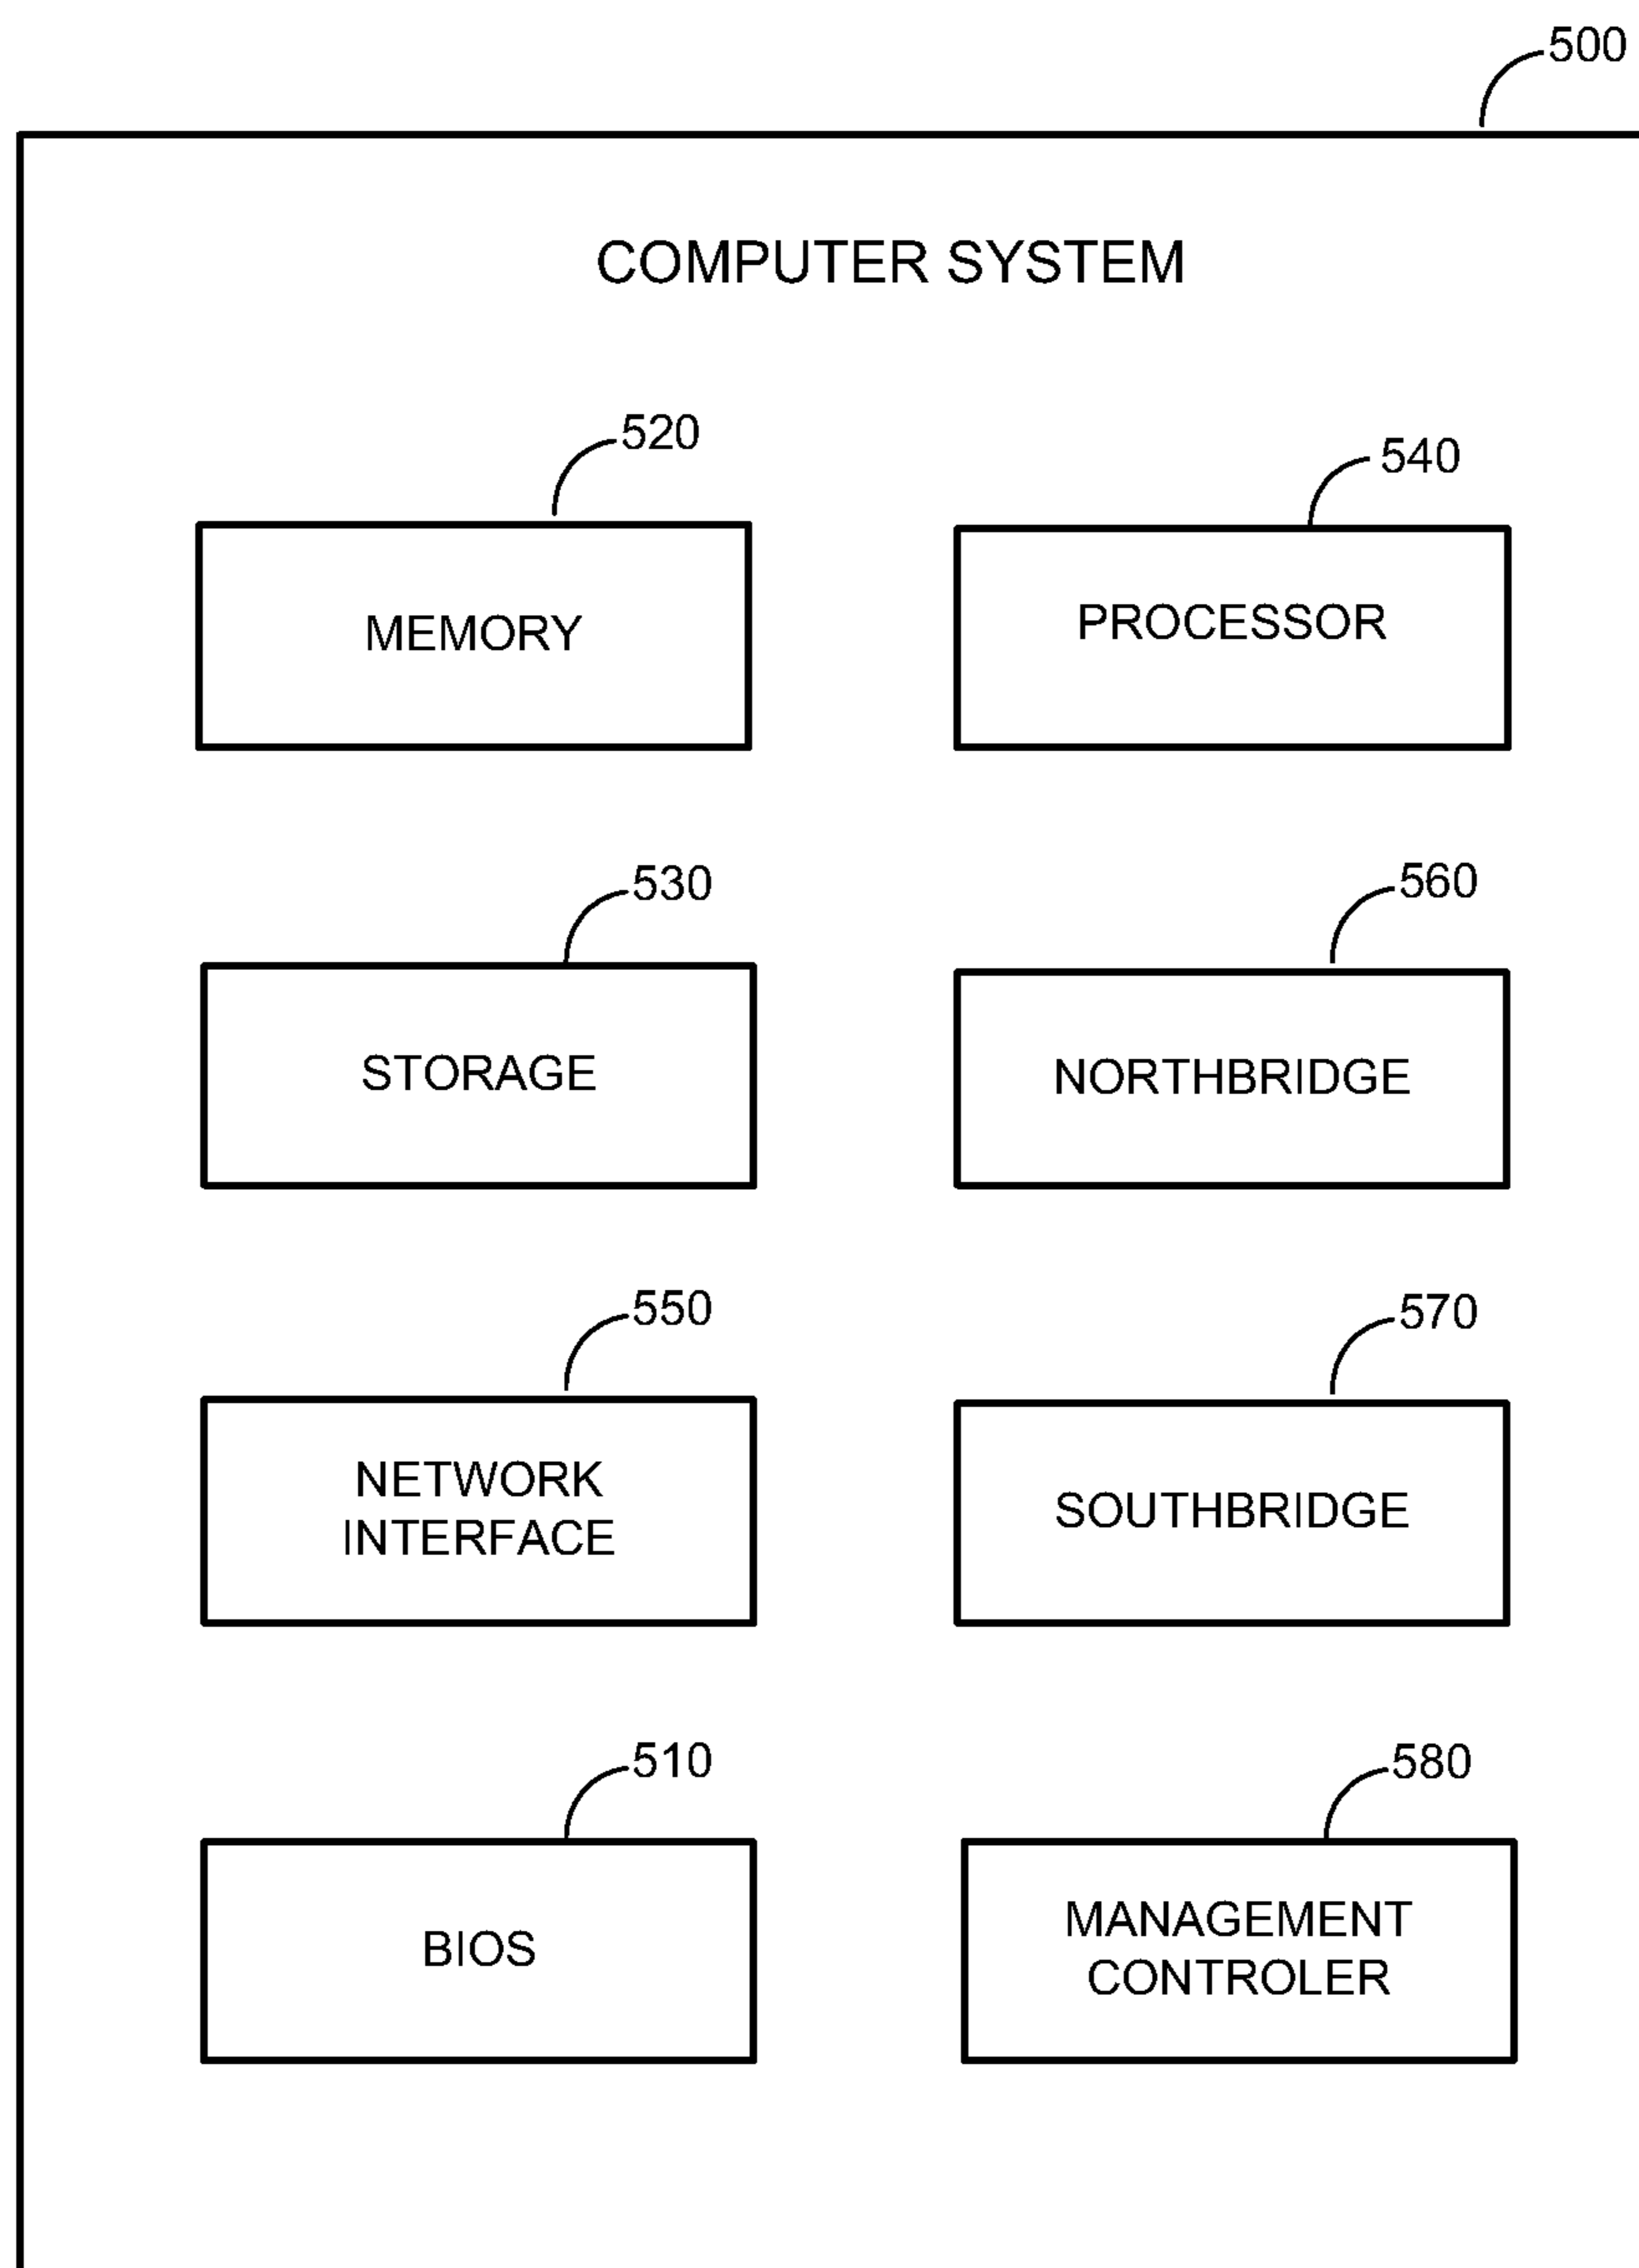 500
COMPUTER SYSTEM
520
540
MEMORY
PROCESSOR
530
560
STORAGE
NORTHBRIDGE
550
570
NETWORK
INTERFACE
SOUTHBRIDGE
510
580
BIOS
MANAGEMENT
CONTROLER